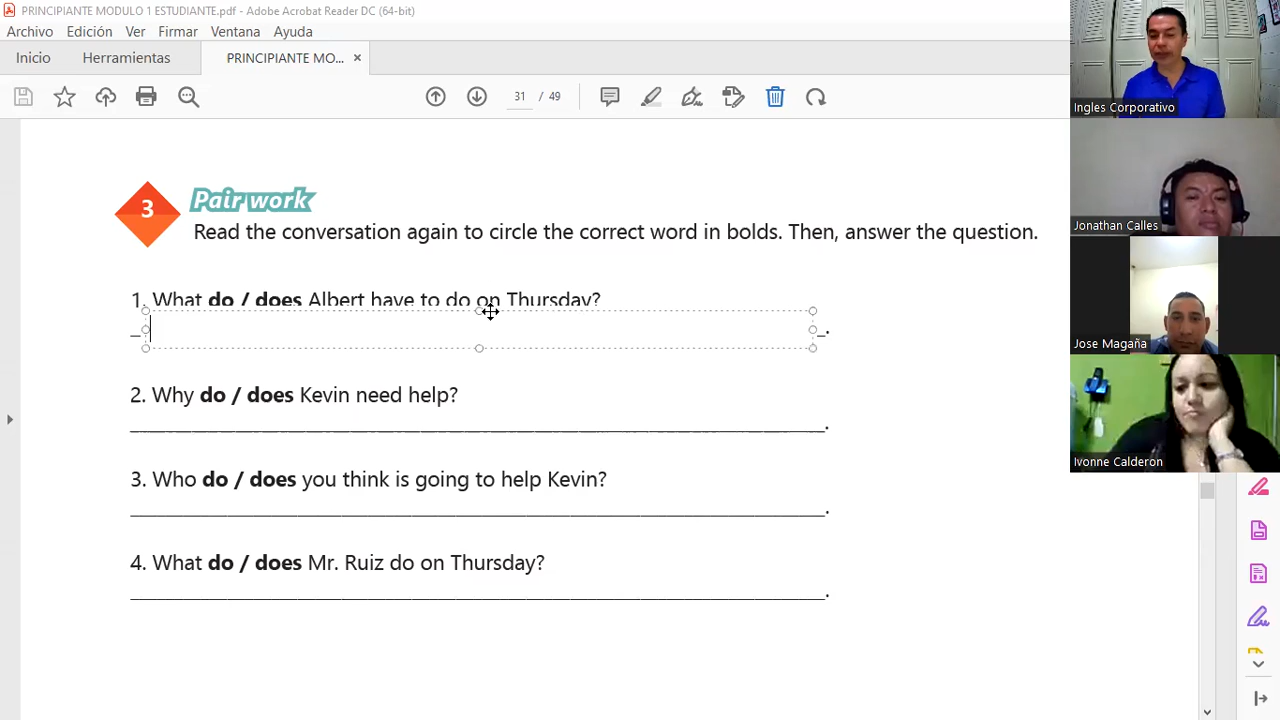 PRINCIPIANTE MODULO 1 ESTUDIANTE.pdf - Adobe Acrobat Reader DC (64-bit)
Archivo Edición Ver Firmar Ventana Ayuda
Inicio Herramientas PRINCIPIANTE MO... ×
31 / 49
3 Pair work
Read the conversation again to circle the correct word in bolds. Then, answer the question.
1. What do / does Albert have to do on Thursday?
2. Why do / does Kevin need help?
3. Who do / does you think is going to help Kevin?
4. What do / does Mr. Ruiz do on Thursday?
Ingles Corporativo
Jonathan Calles
Jose Magaña
Ivonne Calderon